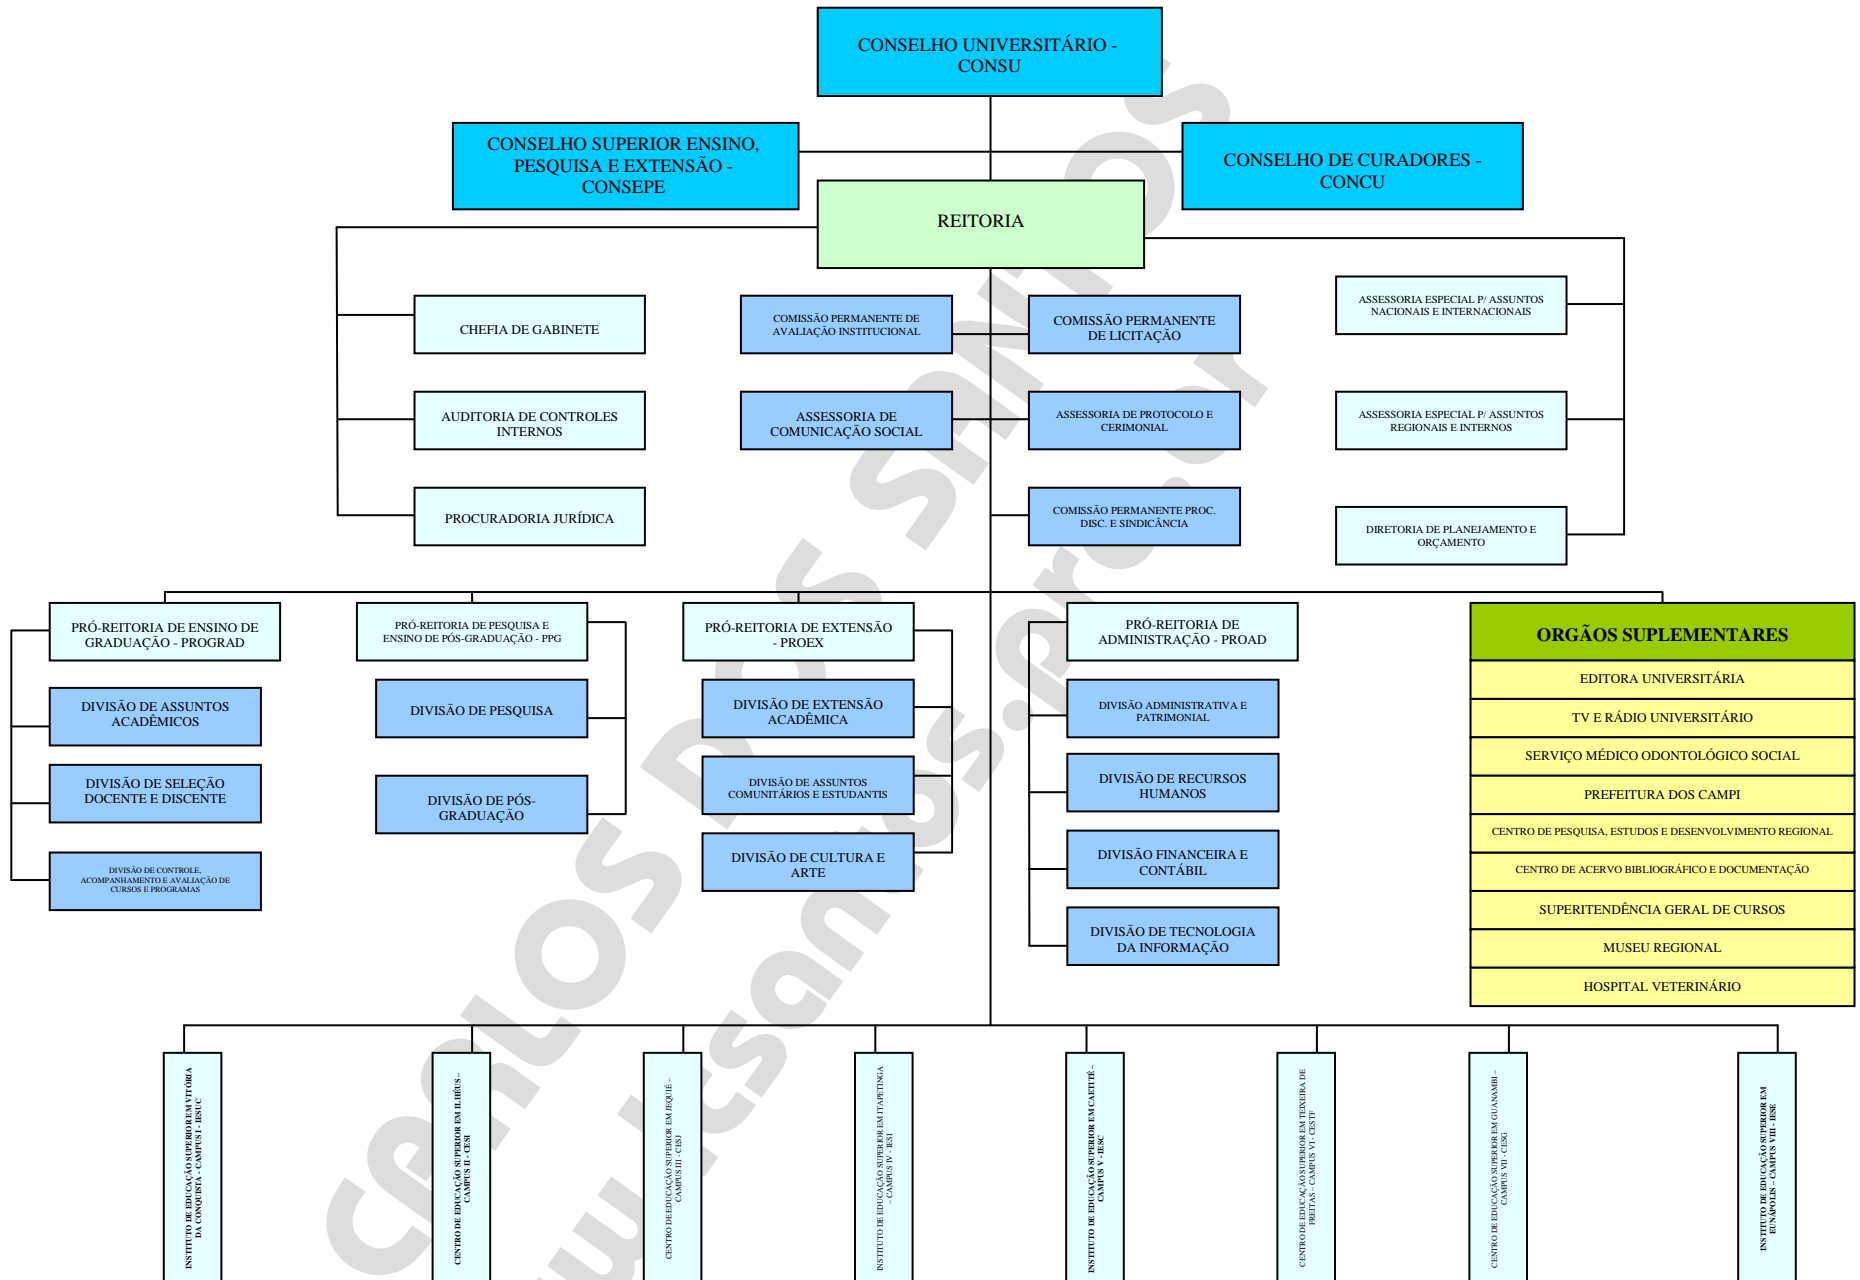 CONSELHO UNIVERSITÁRIO -
CONSU
CONSELHO SUPERIOR ENSINO,
PESQUISA E EXTENSÃO -
CONSEPE
CONSELHO DE CURADORES -
CONCU
REITORIA
CHEFIA DE GABINETE
COMISSÃO PERMANENTE DE
AVALIAÇÃO INSTITUCIONAL
COMISSÃO PERMANENTE
DE LICITAÇÃO
ASSESSORIA ESPECIAL P/ ASSUNTOS
NACIONAIS E INTERNACIONAIS
AUDITORIA DE CONTROLES
INTERNOS
ASSESSORIA DE
COMUNICAÇÃO SOCIAL
ASSESSORIA DE PROTOCOLO E
CERIMONIAL
ASSESSORIA ESPECIAL P/ ASSUNTOS
REGIONAIS E INTERNOS
PROCURADORIA JURÍDICA
COMISSÃO PERMANENTE PROC.
DISC. E SINDICÂNCIA
DIRETORIA DE PLANEJAMENTO E
ORÇAMENTO
PRÓ-REITORIA DE ENSINO DE
GRADUAÇÃO - PROGRAD
DIVISÃO DE ASSUNTOS
ACADÊMICOS
DIVISÃO DE SELEÇÃO
DOCENTE E DISCENTE
DIVISÃO DE CONTROLE,
ACOMPANHAMENTO E AVALIAÇÃO DE
CURSOS E PROGRAMAS
PRÓ-REITORIA DE PESQUISA E
ENSINO DE PÓS-GRADUAÇÃO - PPG
DIVISÃO DE PESQUISA
DIVISÃO DE PÓS-
GRADUAÇÃO
PRÓ-REITORIA DE EXTENSÃO
- PROEX
DIVISÃO DE EXTENSÃO
ACADÊMICA
DIVISÃO DE ASSUNTOS
COMUNITÁRIOS E ESTUDANTIS
DIVISÃO DE CULTURA E
ARTE
PRÓ-REITORIA DE
ADMINISTRAÇÃO - PROAD
DIVISÃO ADMINISTRATIVA E
PATRIMONIAL
DIVISÃO DE RECURSOS
HUMANOS
DIVISÃO FINANCEIRA E
CONTÁBIL
DIVISÃO DE TECNOLOGIA
DA INFORMAÇÃO
ORGÃOS SUPLEMENTARES
EDITORA UNIVERSITÁRIA
TV E RÁDIO UNIVERSITÁRIO
SERVIÇO MÉDICO ODONTOLÓGICO SOCIAL
PREFEITURA DOS CAMPI
CENTRO DE PESQUISA, ESTUDOS E DESENVOLVIMENTO REGIONAL
CENTRO DE ACERVO BIBLIOGRÁFICO E DOCUMENTAÇÃO
SUPERITENDÊNCIA GERAL DE CURSOS
MUSEU REGIONAL
HOSPITAL VETERINÁRIO
INSTITUTO DE EDUCAÇÃO SUPERIOR EM VITÓRIA
DA CONQUISTA - CAMPUS I - IESUC
CENTRO DE EDUCAÇÃO SUPERIOR EM ILHÉUS –
CAMPUS II - CESI
CENTRO DE EDUCAÇÃO SUPERIOR EM JEQUIÉ –
CAMPUS III - CESJ
INSTITUTO DE EDUCAÇÃO SUPERIOR EM ITAPETINGA
– CAMPUS IV - IESI
INSTITUTO DE EDUCAÇÃO SUPERIOR EM CAETITÉ –
CAMPUS V - IESC
CENTRO DE EDUCAÇÃO SUPERIOR EM TEIXEIRA DE
FREITAS – CAMPUS VI - CESTF
CENTRO DE EDUCAÇÃO SUPERIOR EM GUANAMBI –
CAMPUS VII - CESG
INSTITUTO DE EDUCAÇÃO SUPERIOR EM
EUNÁPOLIS – CAMPUS VIII - IESE
CARLOS DOS SANTOS